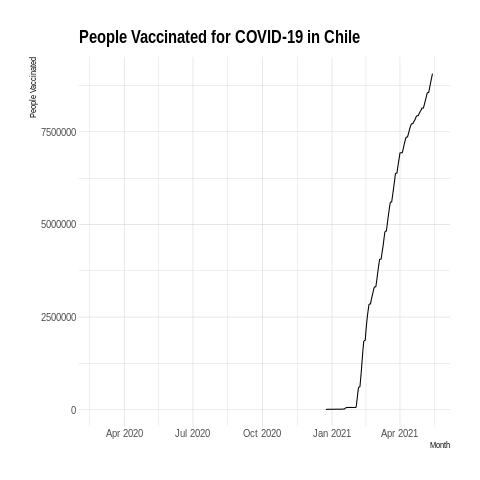 People Vaccinated for COVID-19 in Chile
People Vaccinated
7500000
5000000
2500000
0
Apr 2020 Jul 2020 Oct 2020 Jan 2021 Apr 2021
Month